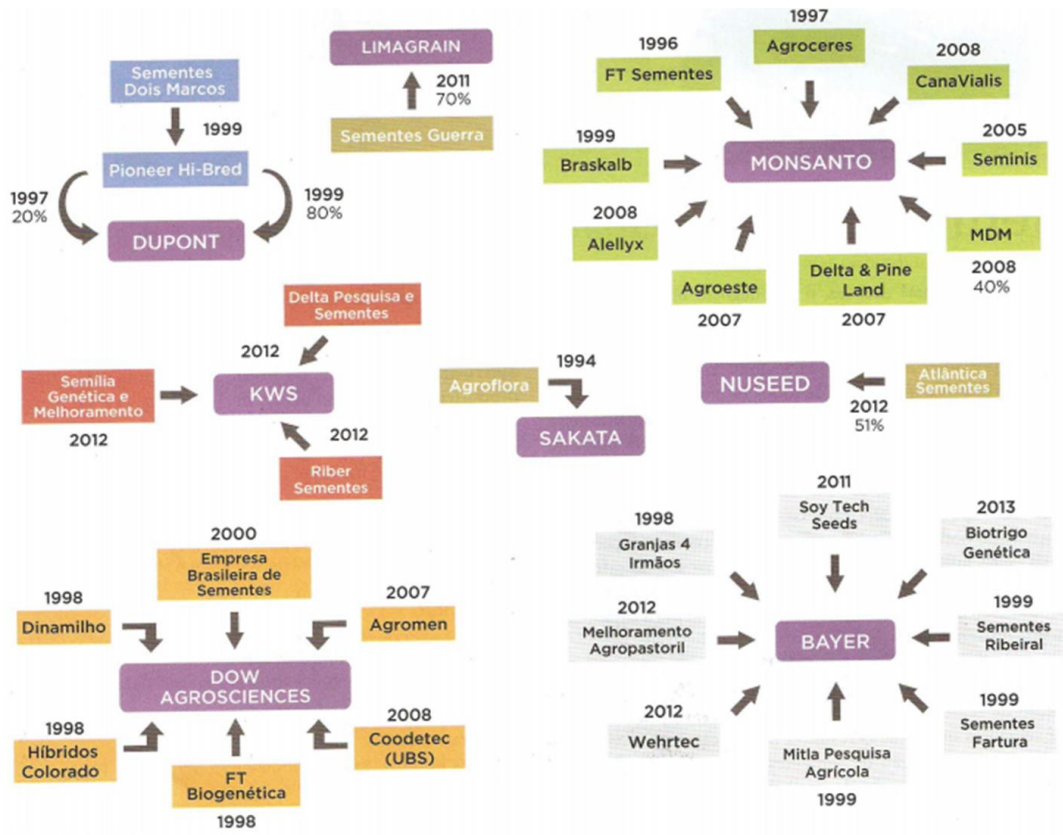 Sementes
Dois Marcos
1999
Pioneer Hi-Bred
1997
20%
1999
80%
DUPONT
LIMAGRAIN
2011
70%
Sementes Guerra
1996
FT Sementes
1997
Agroceres
2008
CanaVialis
1999
Braskalb
MONSANTO
2005
Seminis
2008
Alellyx
Agroeste
2007
Delta & Pine
Land
2007
MDM
2008
40%
Delta Pesquisa e
Sementes
2012
Semília
Genética e
Melhoramento
2012
KWS
2012
Riber
Sementes
1994
Agroflora
SAKATA
NUSEED
Atlântica
Sementes
2012
51%
2000
Empresa
Brasileira de
Sementes
1998
Dinamilho
2007
Agromen
DOW
AGROSCIENCES
1998
Híbridos
Colorado
FT
Biogenética
1998
2008
Coodetec
(UBS)
1998
Granjas 4
Irmãos
2011
Soy Tech
Seeds
2013
Biotrigo
Genética
2012
Melhoramento
Agropastoril
BAYER
1999
Sementes
Ribeiral
2012
Wehrtec
Mitla Pesquisa
Agrícola
1999
1999
Sementes
Fartura